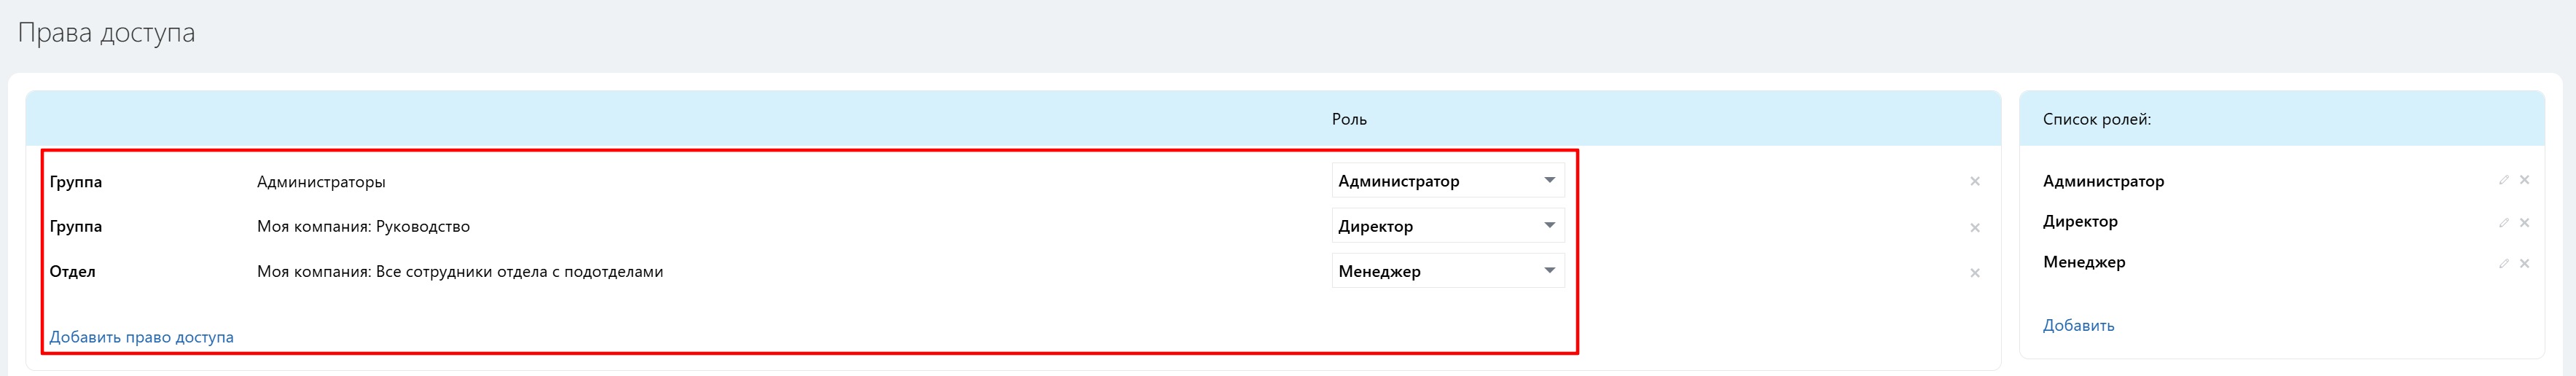 Права доступа
Роль
Группа Администраторы Администратор
Группа Моя компания: Руководство Директор
Отдел Моя компания: Все сотрудники отдела с подотделами Менеджер
Добавить право доступа
Список ролей:
Администратор
Директор
Менеджер
Добавить